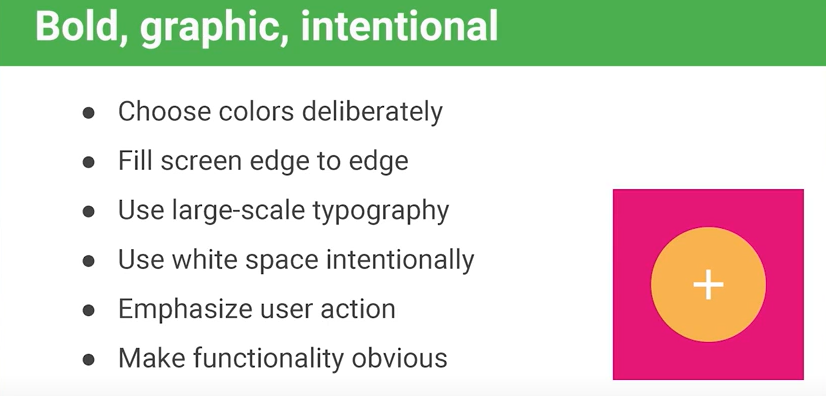 Bold, graphic, intentional
● Choose colors deliberately
● Fill screen edge to edge
● Use large-scale typography
● Use white space intentionally
● Emphasize user action
● Make functionality obvious
+